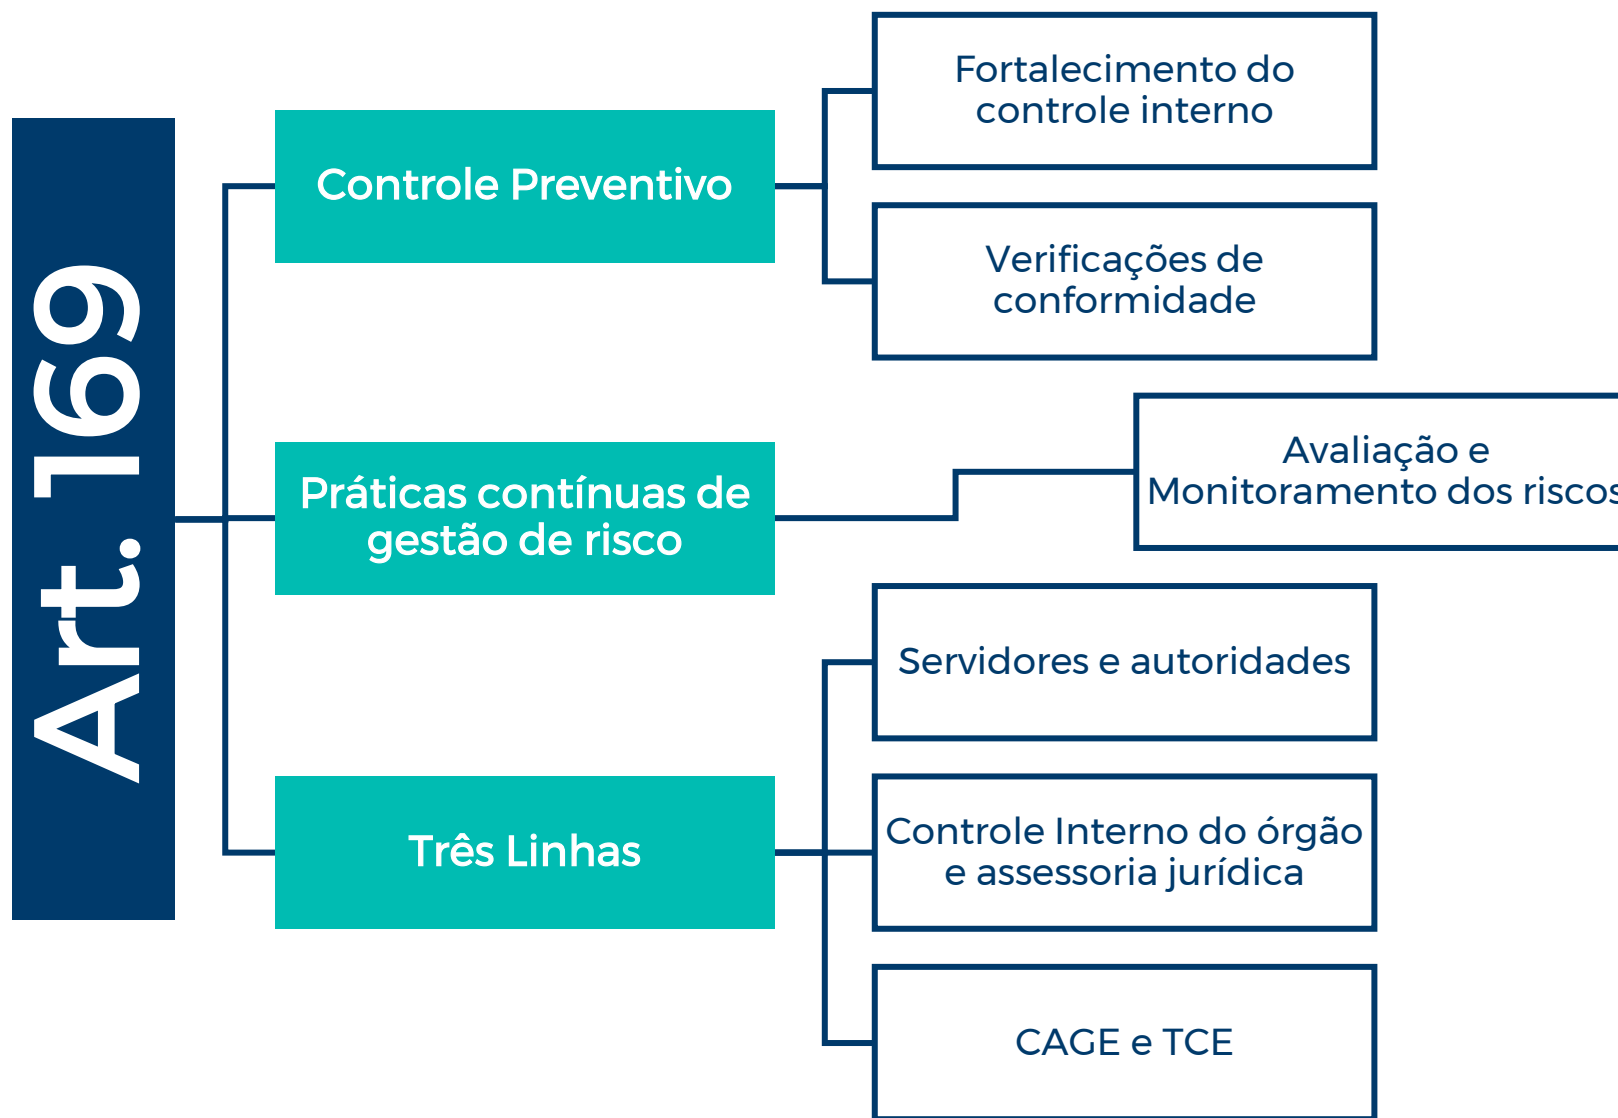 Art. 169
Controle Preventivo
Fortalecimento do
controle interno
Verificações de
conformidade
Práticas contínuas de
gestão de risco
Avaliação e
Monitoramento dos riscos
Três Linhas
Servidores e autoridades
Controle Interno do órgão
e assessoria jurídica
CAGE e TCE